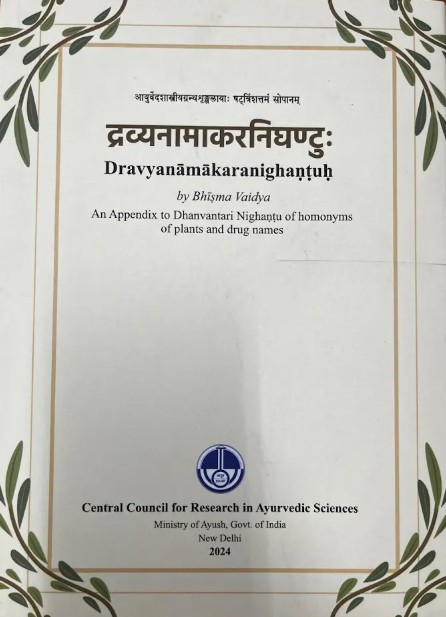 आयुर्वेदशास्त्रीयग्रन्थशृङ्खलायाः षट्त्रिंशत्तमं सोपानम्
द्रव्यनामाकरनिघण्टुः
Dravyanāmākaranighaṇṭuḥ
by Bhīṣma Vaidya
An Appendix to Dhanvantari Nighaṇṭu of homonyms
of plants and drug names
Central Council for Research in Ayurvedic Sciences
Ministry of Ayush, Govt. of India
New Delhi
2024